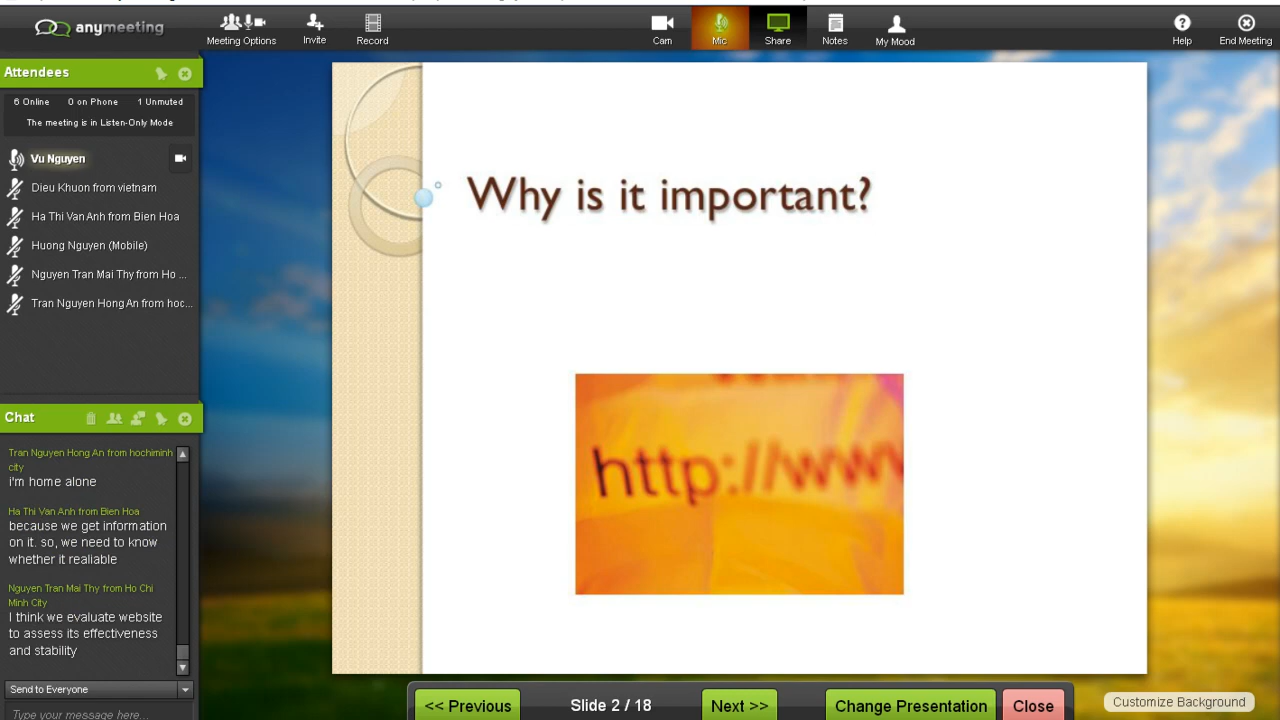 anymeeting
Meeting Options
Invite
Record
Cam
Mic
Share
Notes
My Mood
Help
End Meeting
Attendees
6 Online 0 on Phone 1 Unmuted
The meeting is in Listen-Only Mode
Vu Nguyen
Dieu Khuon from vietnam
Ha Thi Van Anh from Bien Hoa
Huong Nguyen (Mobile)
Nguyen Tran Mai Thy from Ho ...
Tran Nguyen Hong An from hoc...
Chat
Tran Nguyen Hong An from hochiminh
city
i'm home alone
Ha Thi Van Anh from Bien Hoa
because we get information
on it. so, we need to know
whether it realiable
Nguyen Tran Mai Thy from Ho Chi
Minh City
I think we evaluate website
to assess its effectiveness
and stability
Send to Everyone
Type your message here...
Why is it important?
http://www
<< Previous
Slide 2 / 18
Next >>
Change Presentation
Close
Customize Background